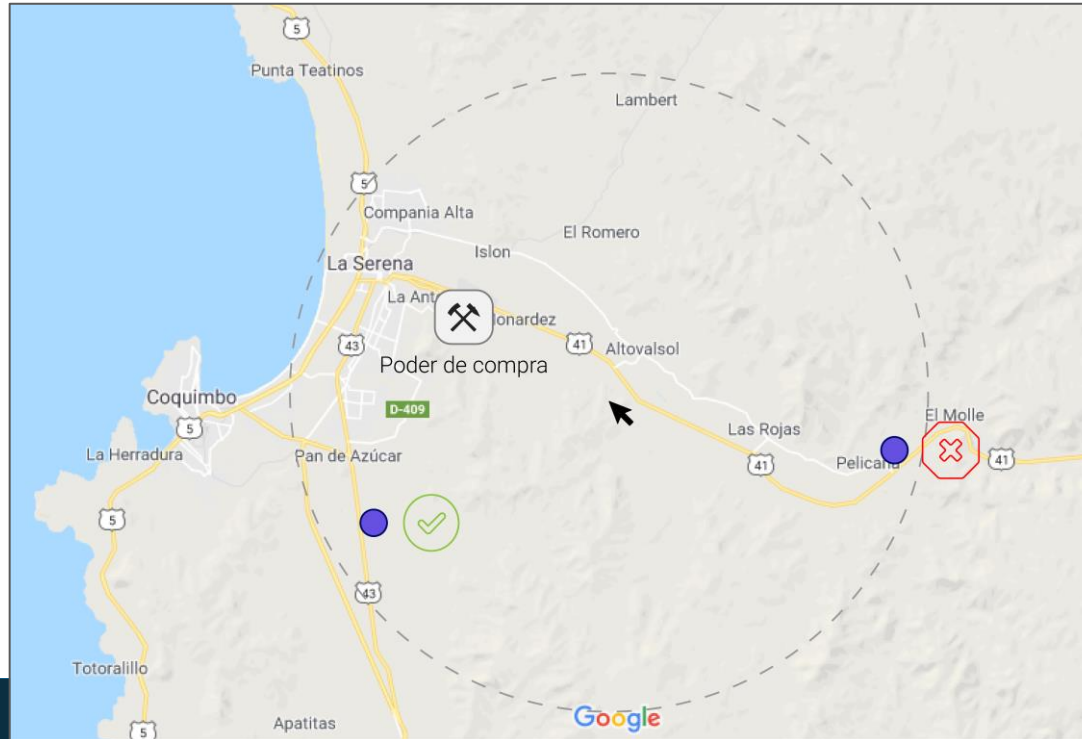 5
Punta Teatinos
Lambert
5
Compania Alta
El Romero
Islon
La Serena
La Ant
onardez
43
41
Altovalsol
Poder de compra
Coquimbo
D-409
El Molle
5
Las Rojas
La Herradura
Pan de Azúcar
41
Pelicana
41
5
43
Totoralillo
Apatitas
Google
5